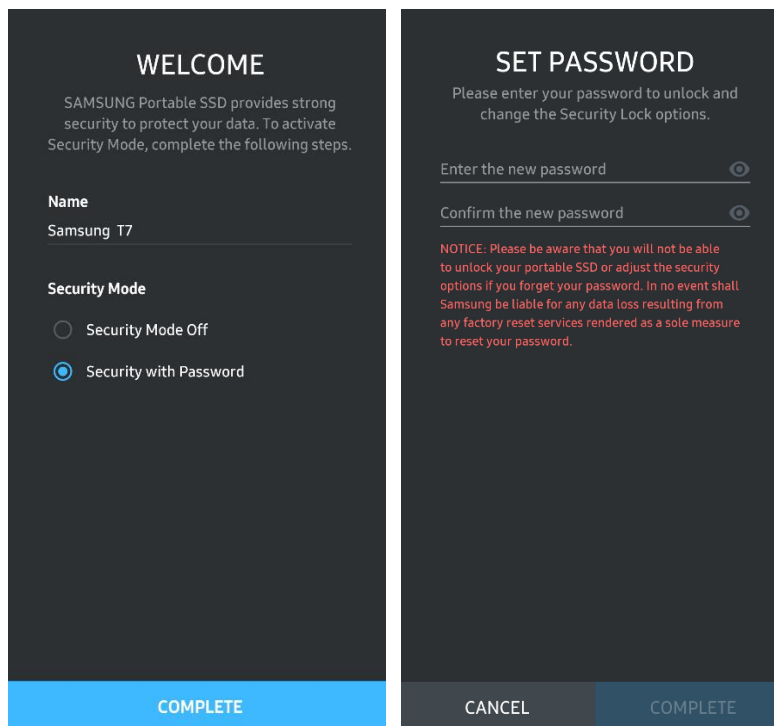 WELCOME
SAMSUNG Portable SSD provides strong
security to protect your data. To activate
Security Mode, complete the following steps.
Name
Samsung T7
Security Mode
Security Mode Off
Security with Password
COMPLETE
SET PASSWORD
Please enter your password to unlock and
change the Security Lock options.
Enter the new password
Confirm the new password
NOTICE: Please be aware that you will not be able
to unlock your portable SSD or adjust the security
options if you forget your password. In no event shall
Samsung be liable for any data loss resulting from
any factory reset services rendered as a sole measure
to reset your password.
CANCEL
COMPLETE